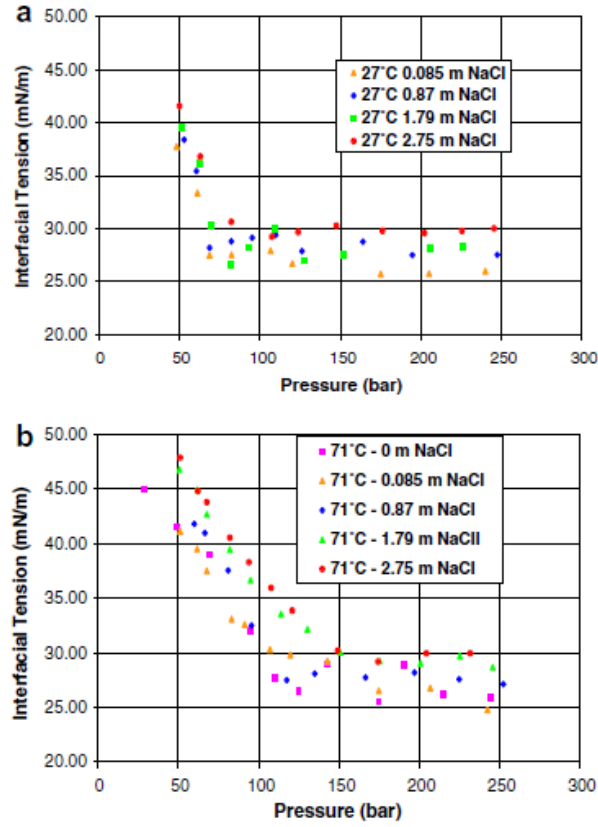 a
50.00
45.00
40.00
35.00
30.00
25.00
20.00
Interfacial Tension (mN/m)
27°C 0.085 m NaCl
27°C 0.87 m NaCl
27°C 1.79 m NaCl
27°C 2.75 m NaCl
0 50 100 150 200 250 300
Pressure (bar)
b
50.00
45.00
40.00
35.00
30.00
25.00
20.00
Interfacial Tension (mN/m)
71°C - 0 m NaCl
71°C - 0.085 m NaCl
71°C - 0.87 m NaCl
71°C - 1.79 m NaCll
71°C - 2.75 m NaCl
0 50 100 150 200 250 300
Pressure (bar)